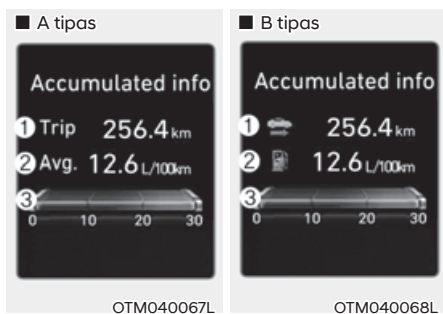 ■ A tipas
Accumulated info
① Trip 256.4 km
② Avg. 12.6 L/100km
③
0 10 20 30
OTM040067L
■ B tipas
Accumulated info
① 256.4 km
② 12.6 L/100km
③
0 10 20 30
OTM040068L